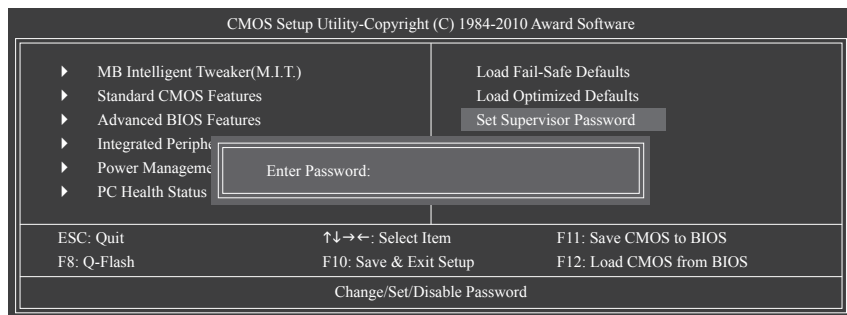 CMOS Setup Utility-Copyright (C) 1984-2010 Award Software
MB Intelligent Tweaker(M.I.T.)
Standard CMOS Features
Advanced BIOS Features
Integrated Periphe
Power Manageme
PC Health Status
Load Fail-Safe Defaults
Load Optimized Defaults
Set Supervisor Password
Enter Password:
ESC: Quit ↑↓→←: Select Item F11: Save CMOS to BIOS
F8: Q-Flash F10: Save & Exit Setup F12: Load CMOS from BIOS
Change/Set/Disable Password